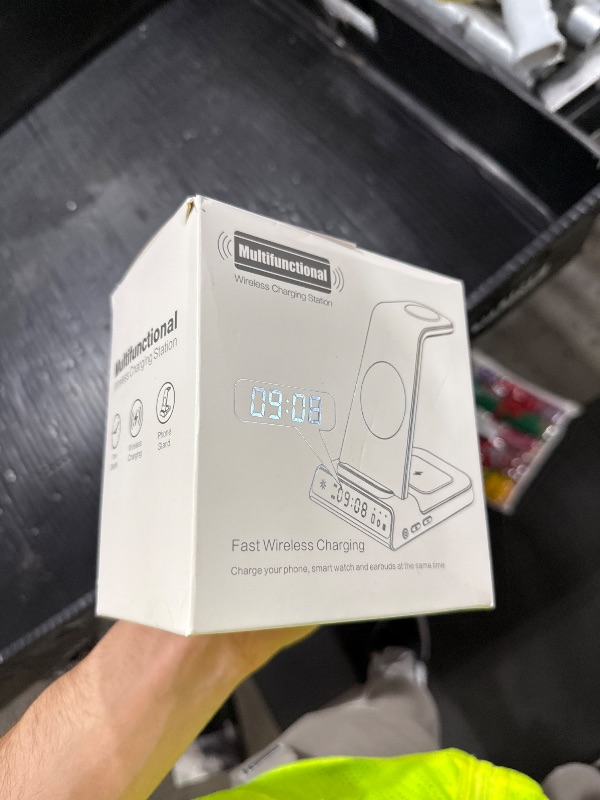 Multifunctional
Wireless Charging Station
09:08
09:08
Fast Wireless Charging
Charge your phone, smart watch and earbuds at the same time
Multifunctional
Wireless Charging Station
Wireless
Charging
Phone
Stand